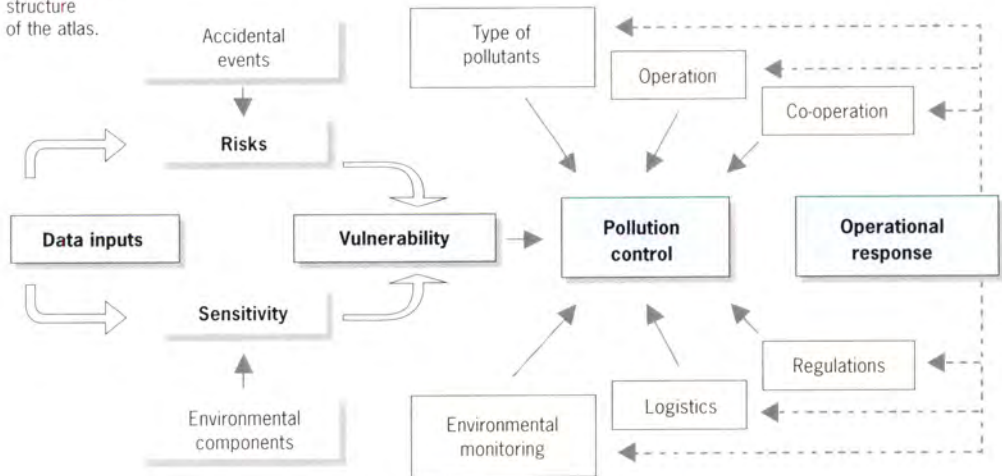 structure
of the atlas.
Accidental
events
Type of
pollutants
Operation
Co-operation
Risks
Data inputs
Vulnerability
Pollution
control
Operational
response
Sensitivity
Regulations
Logistics
Environmental
components
Environmental
monitoring